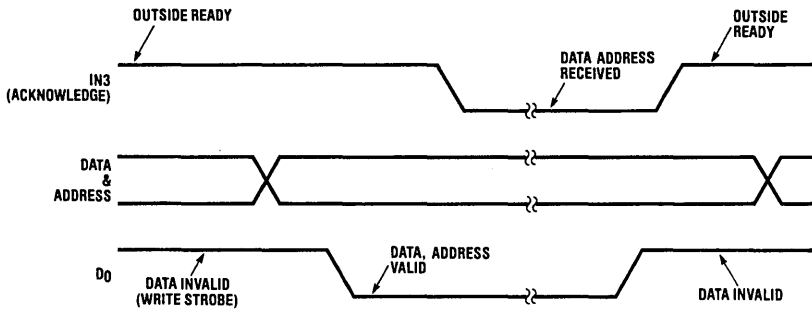 OUTSIDE READY
OUTSIDE
READY
IN3
(ACKNOWLEDGE)
DATA ADDRESS
RECEIVED
DATA
&
ADDRESS
D0
DATA INVALID
(WRITE STROBE)
DATA, ADDRESS
VALID
DATA INVALID